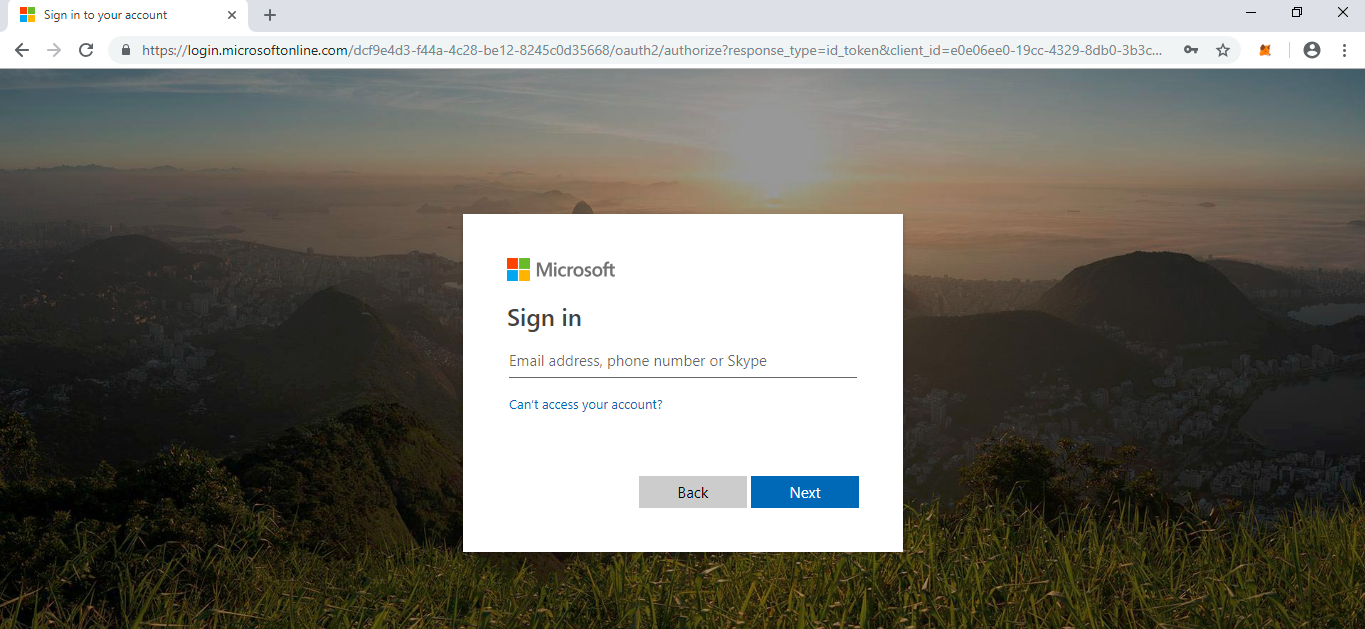 Sign in to your account
https://login.microsoftonline.com/dcf9e4d3-f44a-4c28-be12-8245c0d35668/oauth2/authorize?response_type=id_token&client_id=e0e06ee0-19cc-4329-8db0-3b3c...
Microsoft
Sign in
Email address, phone number or Skype
Can't access your account?
Back
Next